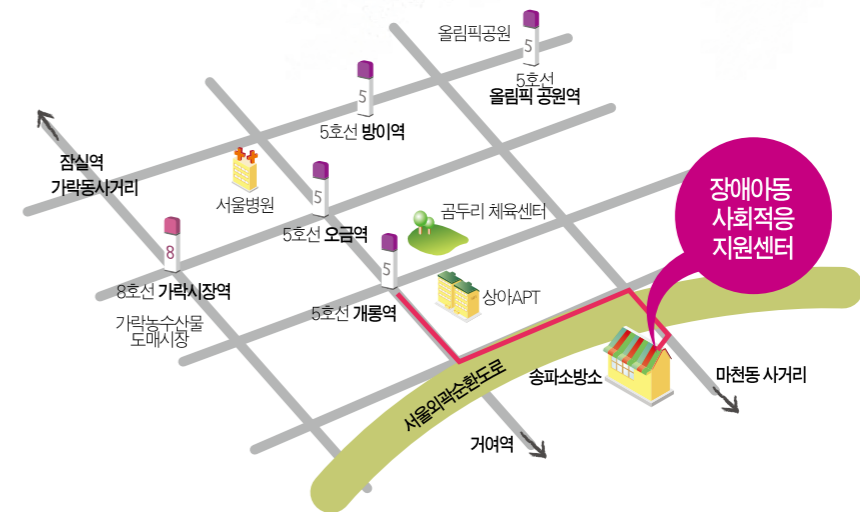 올림픽공원
5
5호선
올림픽 공원역
5
5호선 방이역
잠실역
가락동사거리
서울병원
5
5호선 오금역
곰두리 체육센터
장애아동
사회적응
지원센터
8
8호선 가락시장역
가락농수산물
도매시장
5
5호선 개롱역
상아APT
서울외곽순환도로
송파소방소
마천동 사거리
거여역